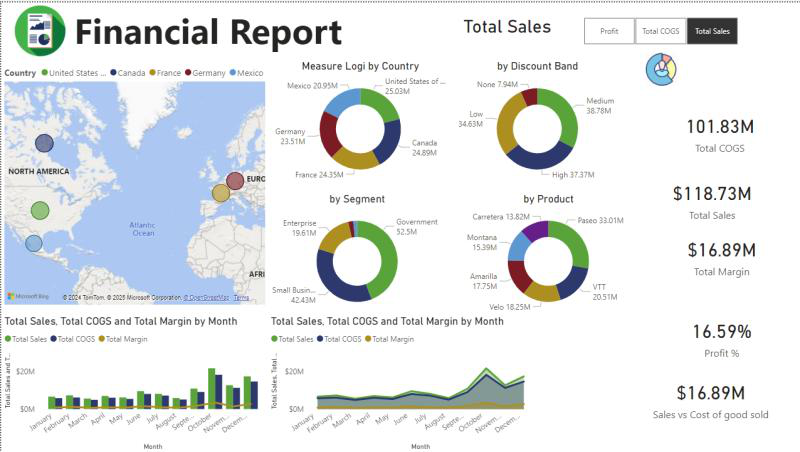 Financial Report
Total Sales
Profit
Total COGS
Total Sales
Country United States ... Canada France Germany Mexico
NORTH AMERICA
EURO
Atlantic
Ocean
AFRI
Microsoft Bing
© 2024 TomTom, © 2025 Microsoft Corporation, © OpenStreetMap Terms
Measure Logi by Country
Mexico 20.95M
United States of ...
25.03M
Germany
23.51M
Canada
24.89M
France 24.35M
by Discount Band
None 7.94M
Medium
38.78M
Low
34.63M
High 37.37M
by Segment
Enterprise
19.61M
Government
52.5M
Small Busin...
42.43M
by Product
Carretera 13.82M
Paseo 33.01M
Montana
15.39M
Amarilla
17.75M
VTT
20.51M
Velo 18.25M
101.83M
Total COGS
$118.73M
Total Sales
$16.89M
Total Margin
16.59M
Profit %
$16.89M
Sales vs Cost of good sold
Total Sales, Total COGS and Total Margin by Month
Total Sales Total COGS Total Margin
Total Sales and T...
$20M
$0M
January
February
March
April
May
June
July
August
Septe...
October
Novem...
Decem...
Month
Total Sales, Total COGS and Total Margin by Month
Total Sales Total COGS Total Margin
Total Sales, Total...
$20M
$0M
January
February
March
April
May
June
July
August
Septe...
October
Novem...
Decem...
Month